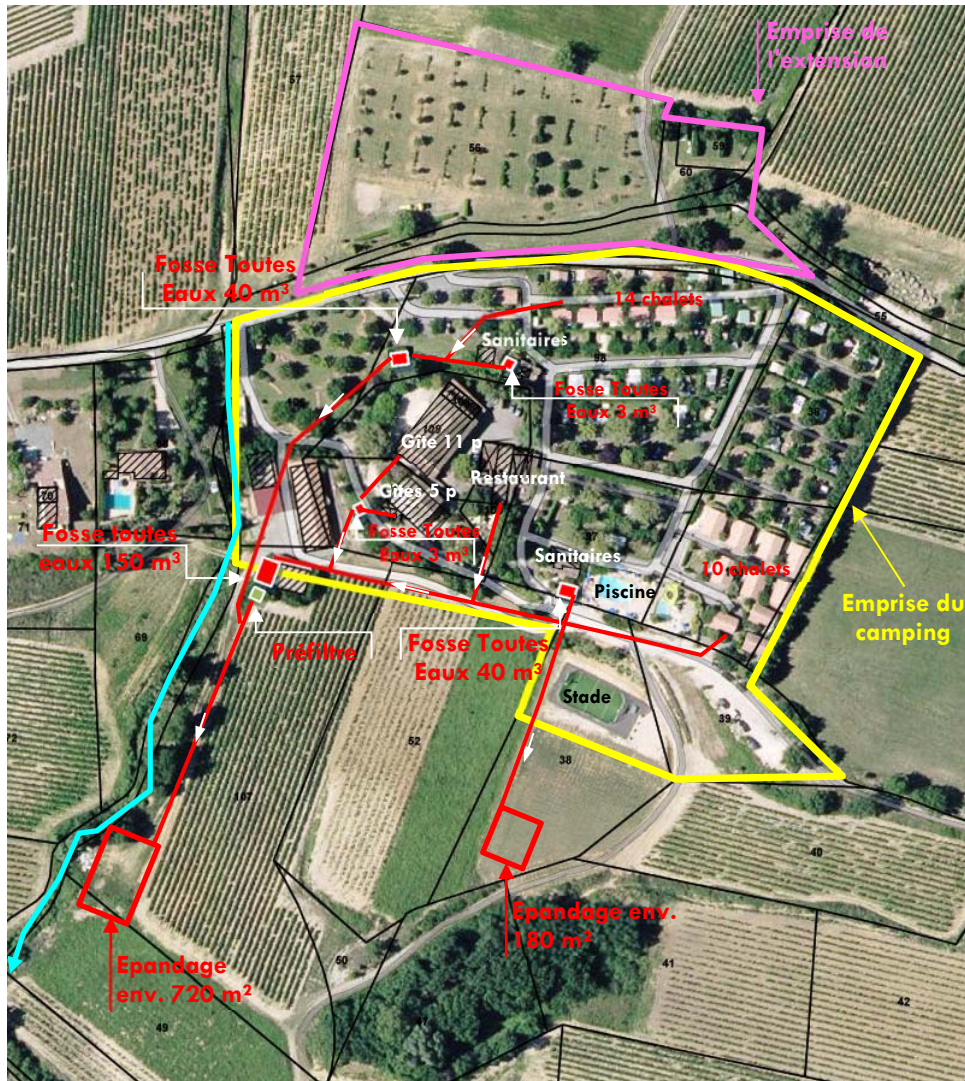 Emprise de
l'extension
57
56
59
60
Fosse Toutes
Eaux 40 m³
14 chalets
55
Sanitaires
98
Fosse Toutes
Eaux 3 m³
36
109
Gîte 11 p
Restaurant
Gîtes 5 p
70
71
Fosse toutes
eaux 150 m³
Fosse Toutes
Eaux 3 m³
97
Sanitaires
Piscine
10 chalets
Emprise du
camping
Préfiltre
Fosse Toutes
Eaux 40 m³
69
Stade
39
72
52
38
107
40
Epandage env.
180 m²
Epandage
env. 720 m²
50
41
42
49